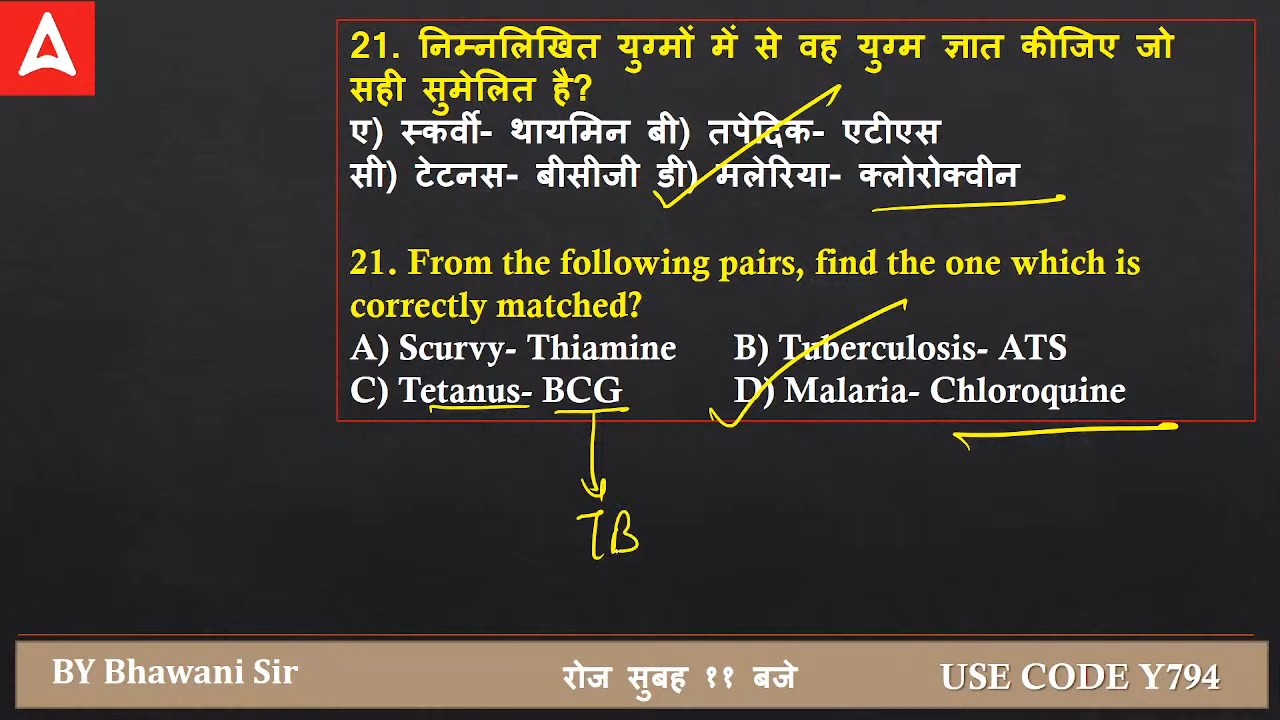 21. निम्नलिखित युग्मों में से वह युग्म ज्ञात कीजिए जो
सही सुमेलित है?
ए) स्कर्वी- थायमिन बी) तपेदिक- एटीएस
सी) टेटनस- बीसीजी डी) मलेरिया- क्लोरोक्वीन
21. From the following pairs, find the one which is
correctly matched?
A) Scurvy- Thiamine B) Tuberculosis- ATS
C) Tetanus- BCG D) Malaria- Chloroquine
TB
BY Bhawani Sir रोज सुबह ११ बजे USE CODE Y794